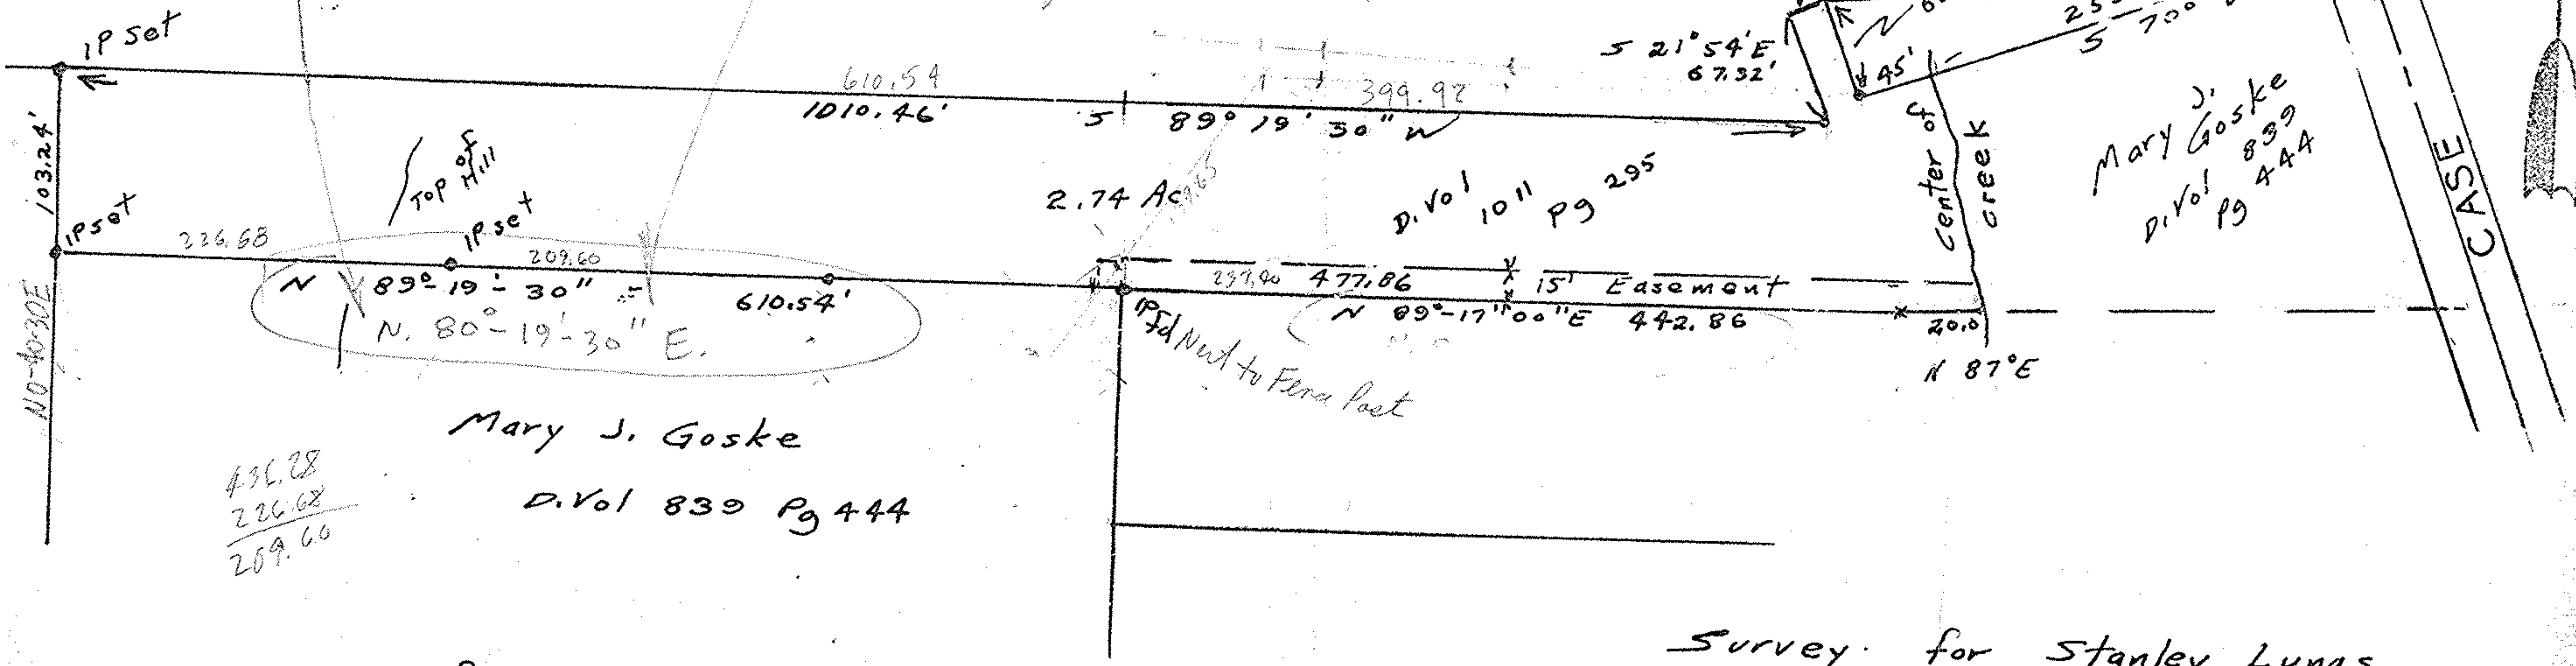 IP set
610.54
1010.46'
399.92
S 89° 19' 30" W
S 21° 54' E
67.32'
45'
S 70°
Mary J.
Goske
D. Vol 839
Pg 444
CASE
Center of
creek
103.24'
Top of
Hill
IP set
IP set
2.74 Ac
D. Vol 1011 Pg 295
226.68
209.60
N 89°-19'-30" E
610.54'
N. 80°-19'-30" E.
477.86
15' Easement
N 89°-17'00"E 442.86
20.0
N 87°E
IP fd Next to Fence Post
N0-40-30E
Mary J. Goske
D. Vol 839 Pg 444
436.28
226.68
209.60
Survey for Stanley